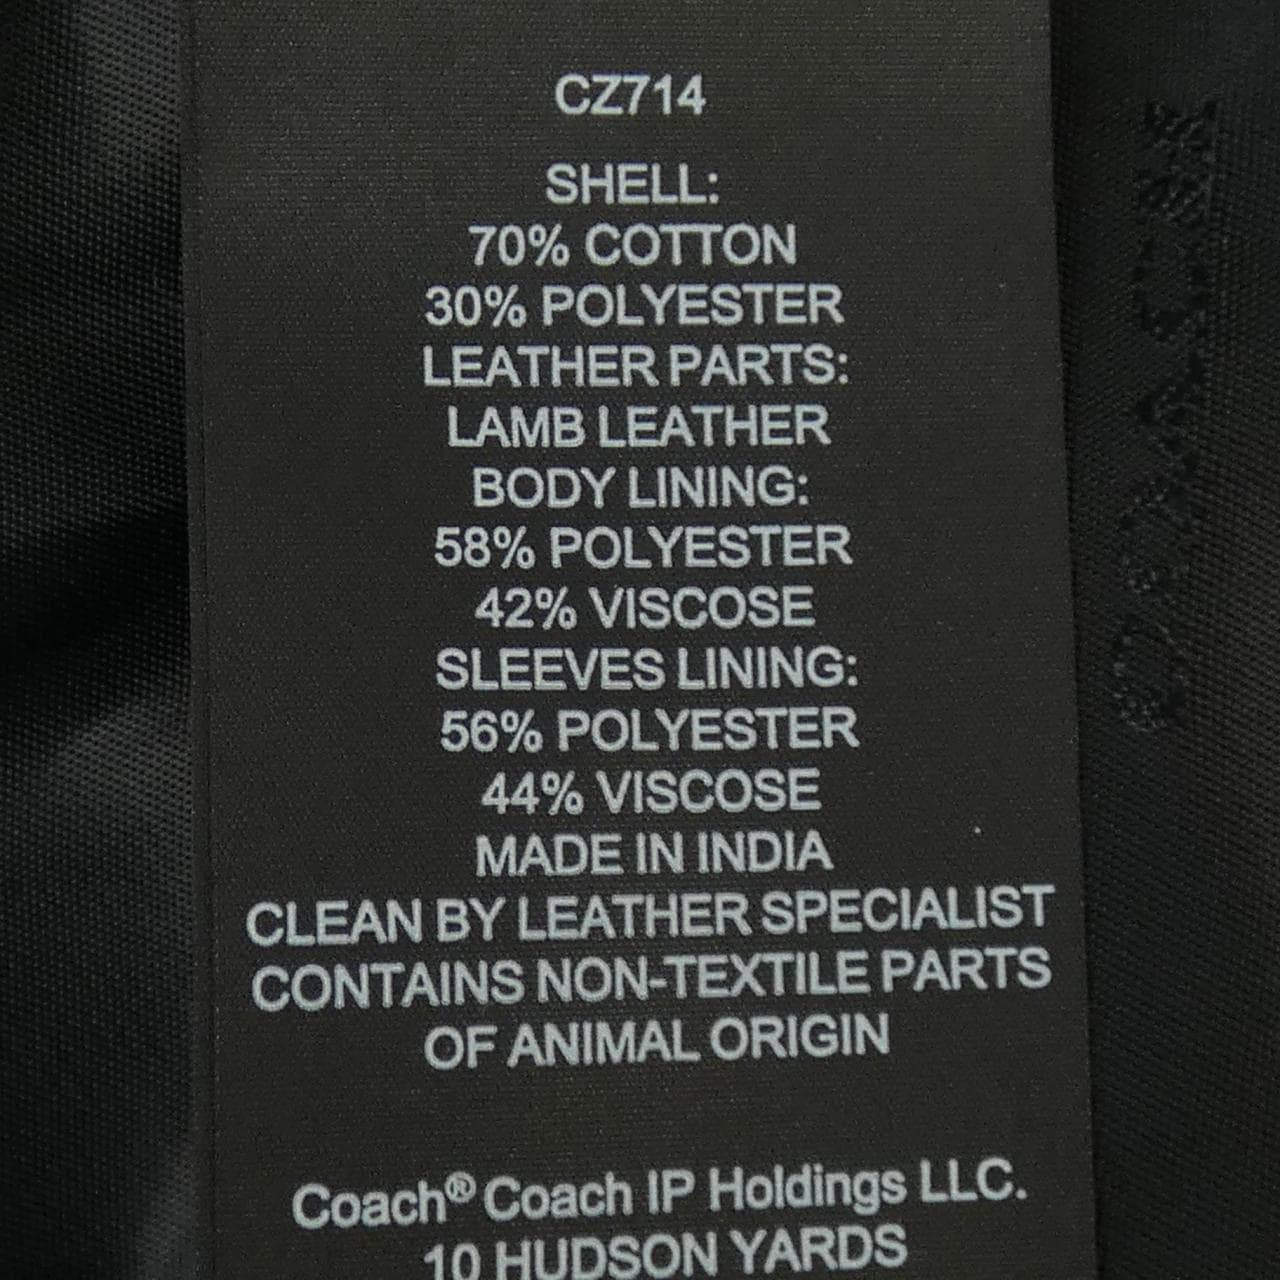 CZ714
SHELL:
70% COTTON
30% POLYESTER
LEATHER PARTS:
LAMB LEATHER
BODY LINING:
58% POLYESTER
42% VISCOSE
SLEEVES LINING:
56% POLYESTER
44% VISCOSE
MADE IN INDIA
CLEAN BY LEATHER SPECIALIST
CONTAINS NON-TEXTILE PARTS
OF ANIMAL ORIGIN
Coach® Coach IP Holdings LLC.
10 HUDSON YARDS